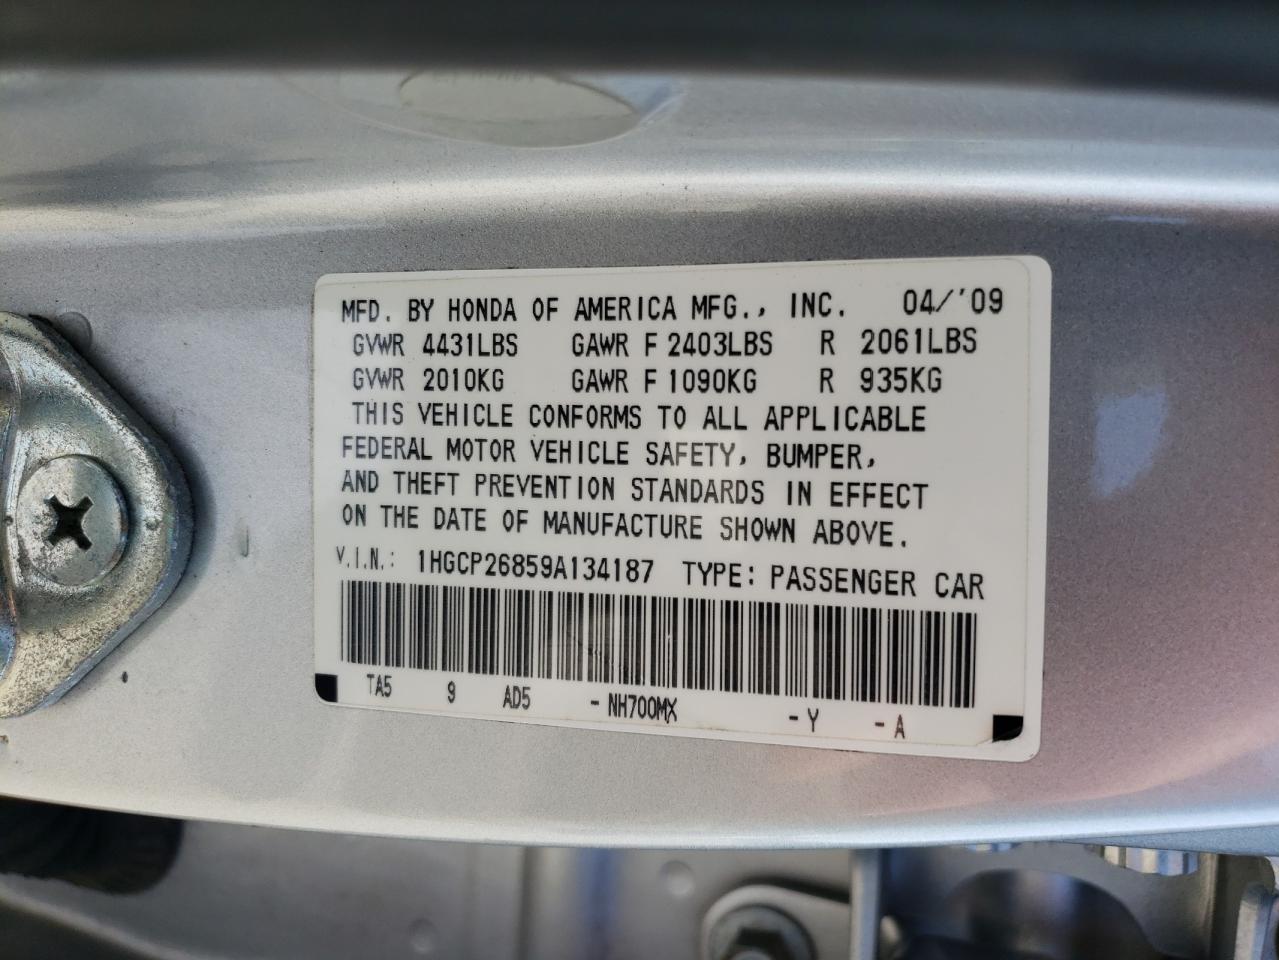 MFD. BY HONDA OF AMERICA MFG., INC. 04/'09
GVWR 4431LBS GAWR F 2403LBS R 2061LBS
GVWR 2010KG GAWR F 1090KG R 935KG
THIS VEHICLE CONFORMS TO ALL APPLICABLE
FEDERAL MOTOR VEHICLE SAFETY, BUMPER,
AND THEFT PREVENTION STANDARDS IN EFFECT
ON THE DATE OF MANUFACTURE SHOWN ABOVE.
V.I.N.: 1HGCP26859A134187 TYPE: PASSENGER CAR
TA5 9 AD5 - NH700MX - Y - A